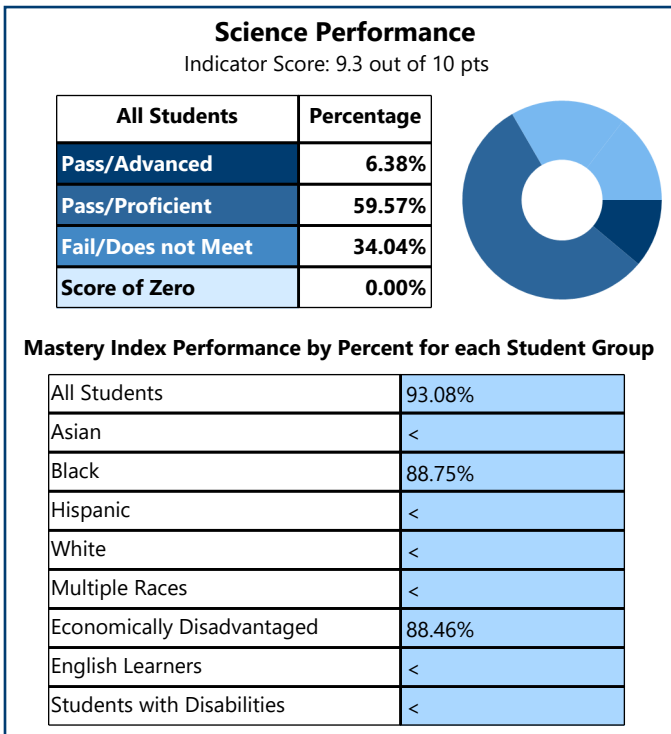 Science Performance
Indicator Score: 9.3 out of 10 pts
All Students Percentage
Pass/Advanced 6.38%
Pass/Proficient 59.57%
Fail/Does not Meet 34.04%
Score of Zero 0.00%
Mastery Index Performance by Percent for each Student Group
All Students 93.08%
Asian <
Black 88.75%
Hispanic <
White <
Multiple Races <
Economically Disadvantaged 88.46%
English Learners <
Students with Disabilities <